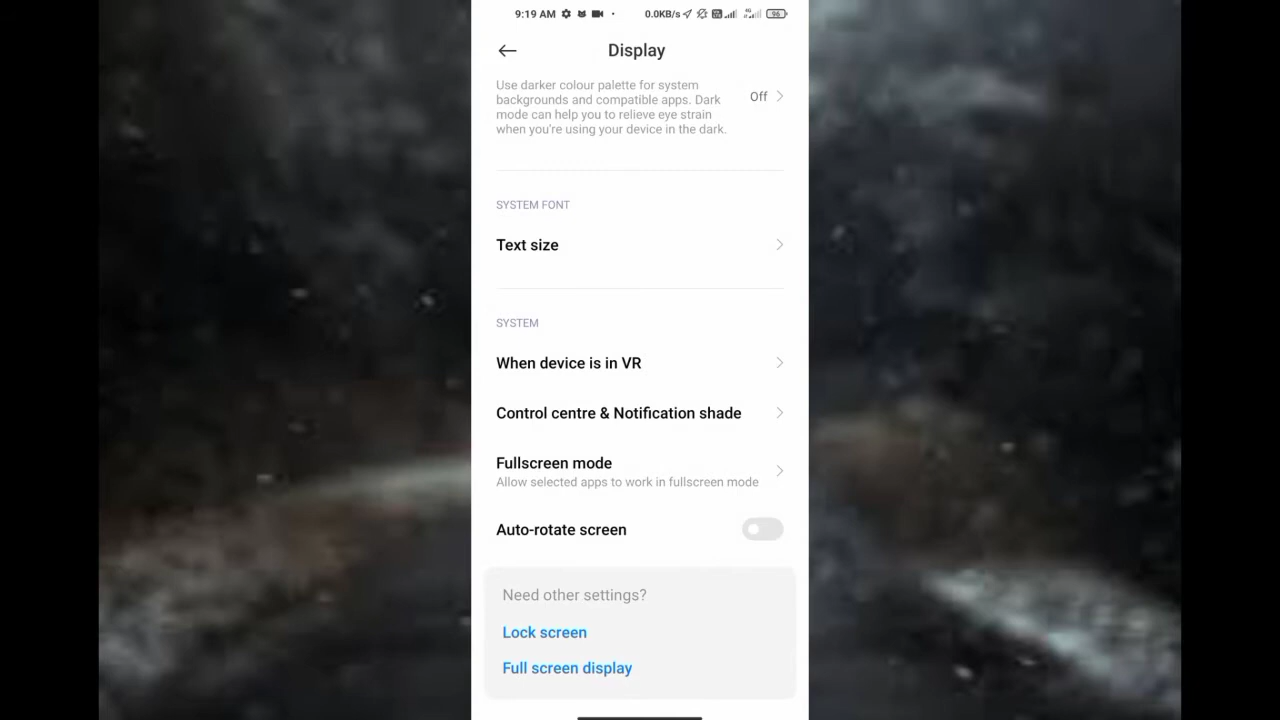 9:19 AM 0.0KB/s 96
Display
Use darker colour palette for system
backgrounds and compatible apps. Dark
mode can help you to relieve eye strain
when you're using your device in the dark.
Off
SYSTEM FONT
Text size
SYSTEM
When device is in VR
Control centre & Notification shade
Fullscreen mode
Allow selected apps to work in fullscreen mode
Auto-rotate screen
Need other settings?
Lock screen
Full screen display